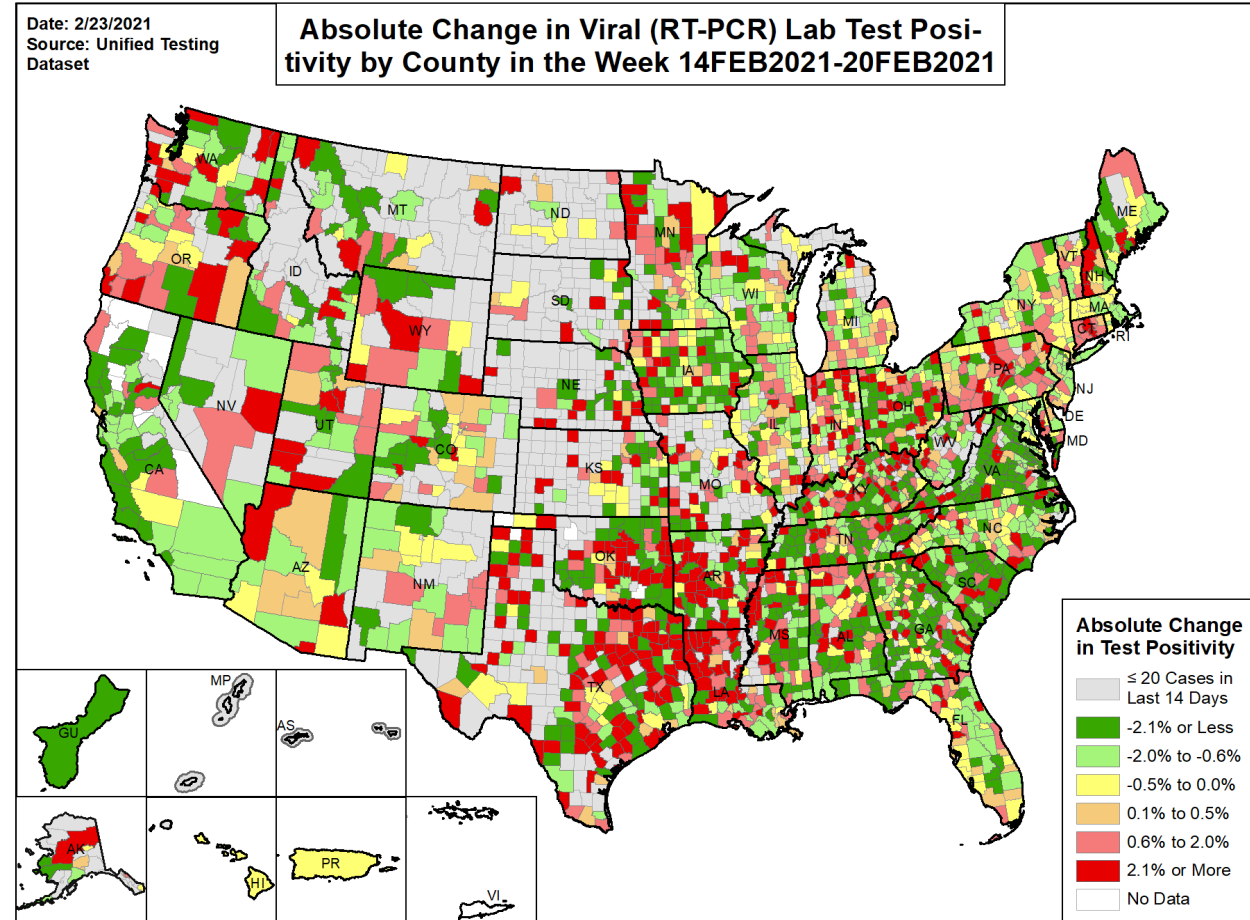 Date: 2/23/2021
Source: Unified Testing
Dataset
Absolute Change in Viral (RT-PCR) Lab Test Posi-
tivity by County in the Week 14FEB2021-20FEB2021
WA
MT
ND
MN
ME
OR
ID
SD
WI
VT
NH
NY
MA
MI
WY
CT
RI
IA
PA
NE
NJ
NV
OH
UT
IL
IN
DE
CO
MD
WV
CA
KS
MO
VA
KY
NC
OK
TN
AZ
NM
AR
SC
MS
AL
GA
TX
LA
FL
GU
MP
AS
AK
HI
PR
VI
Absolute Change
in Test Positivity
≤ 20 Cases in
Last 14 Days
-2.1% or Less
-2.0% to -0.6%
-0.5% to 0.0%
0.1% to 0.5%
0.6% to 2.0%
2.1% or More
No Data